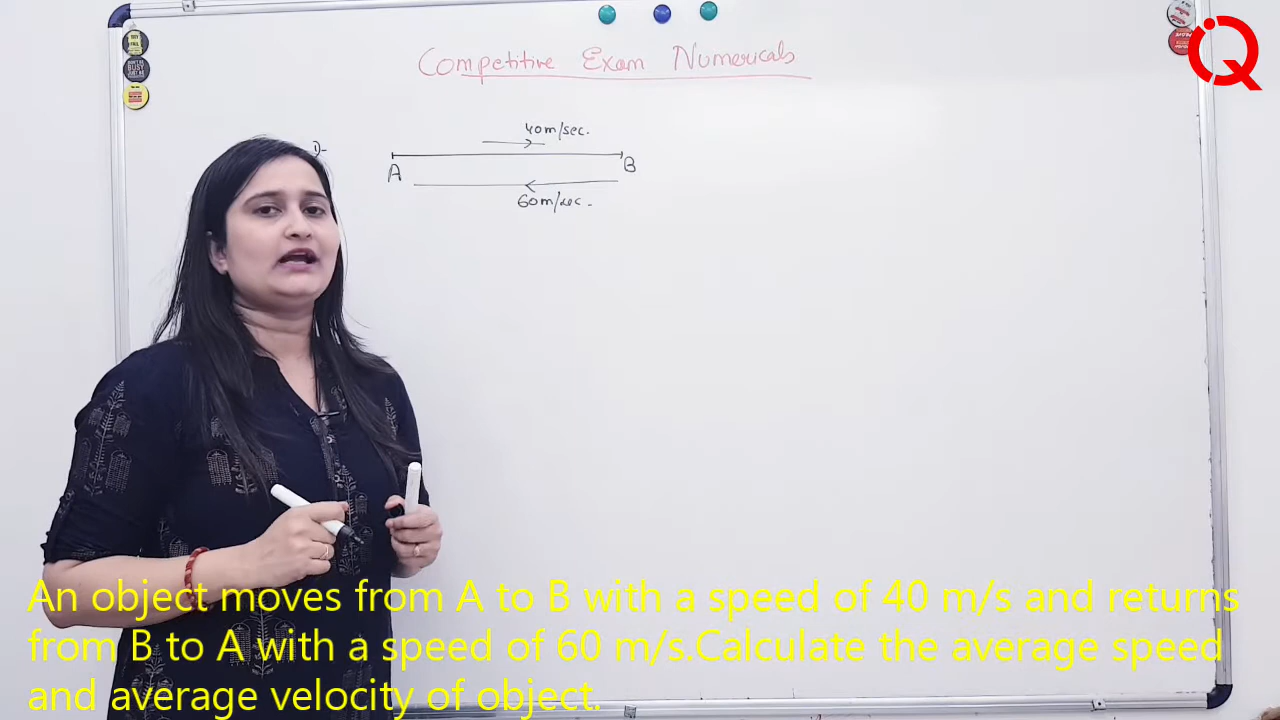 Competitive Exam Numericals
1)-
40m/sec.
A
B
60m/sec.
An object moves from A to B with a speed of 40 m/s and returns
from B to A with a speed of 60 m/s.Calculate the average speed
and average velocity of object.